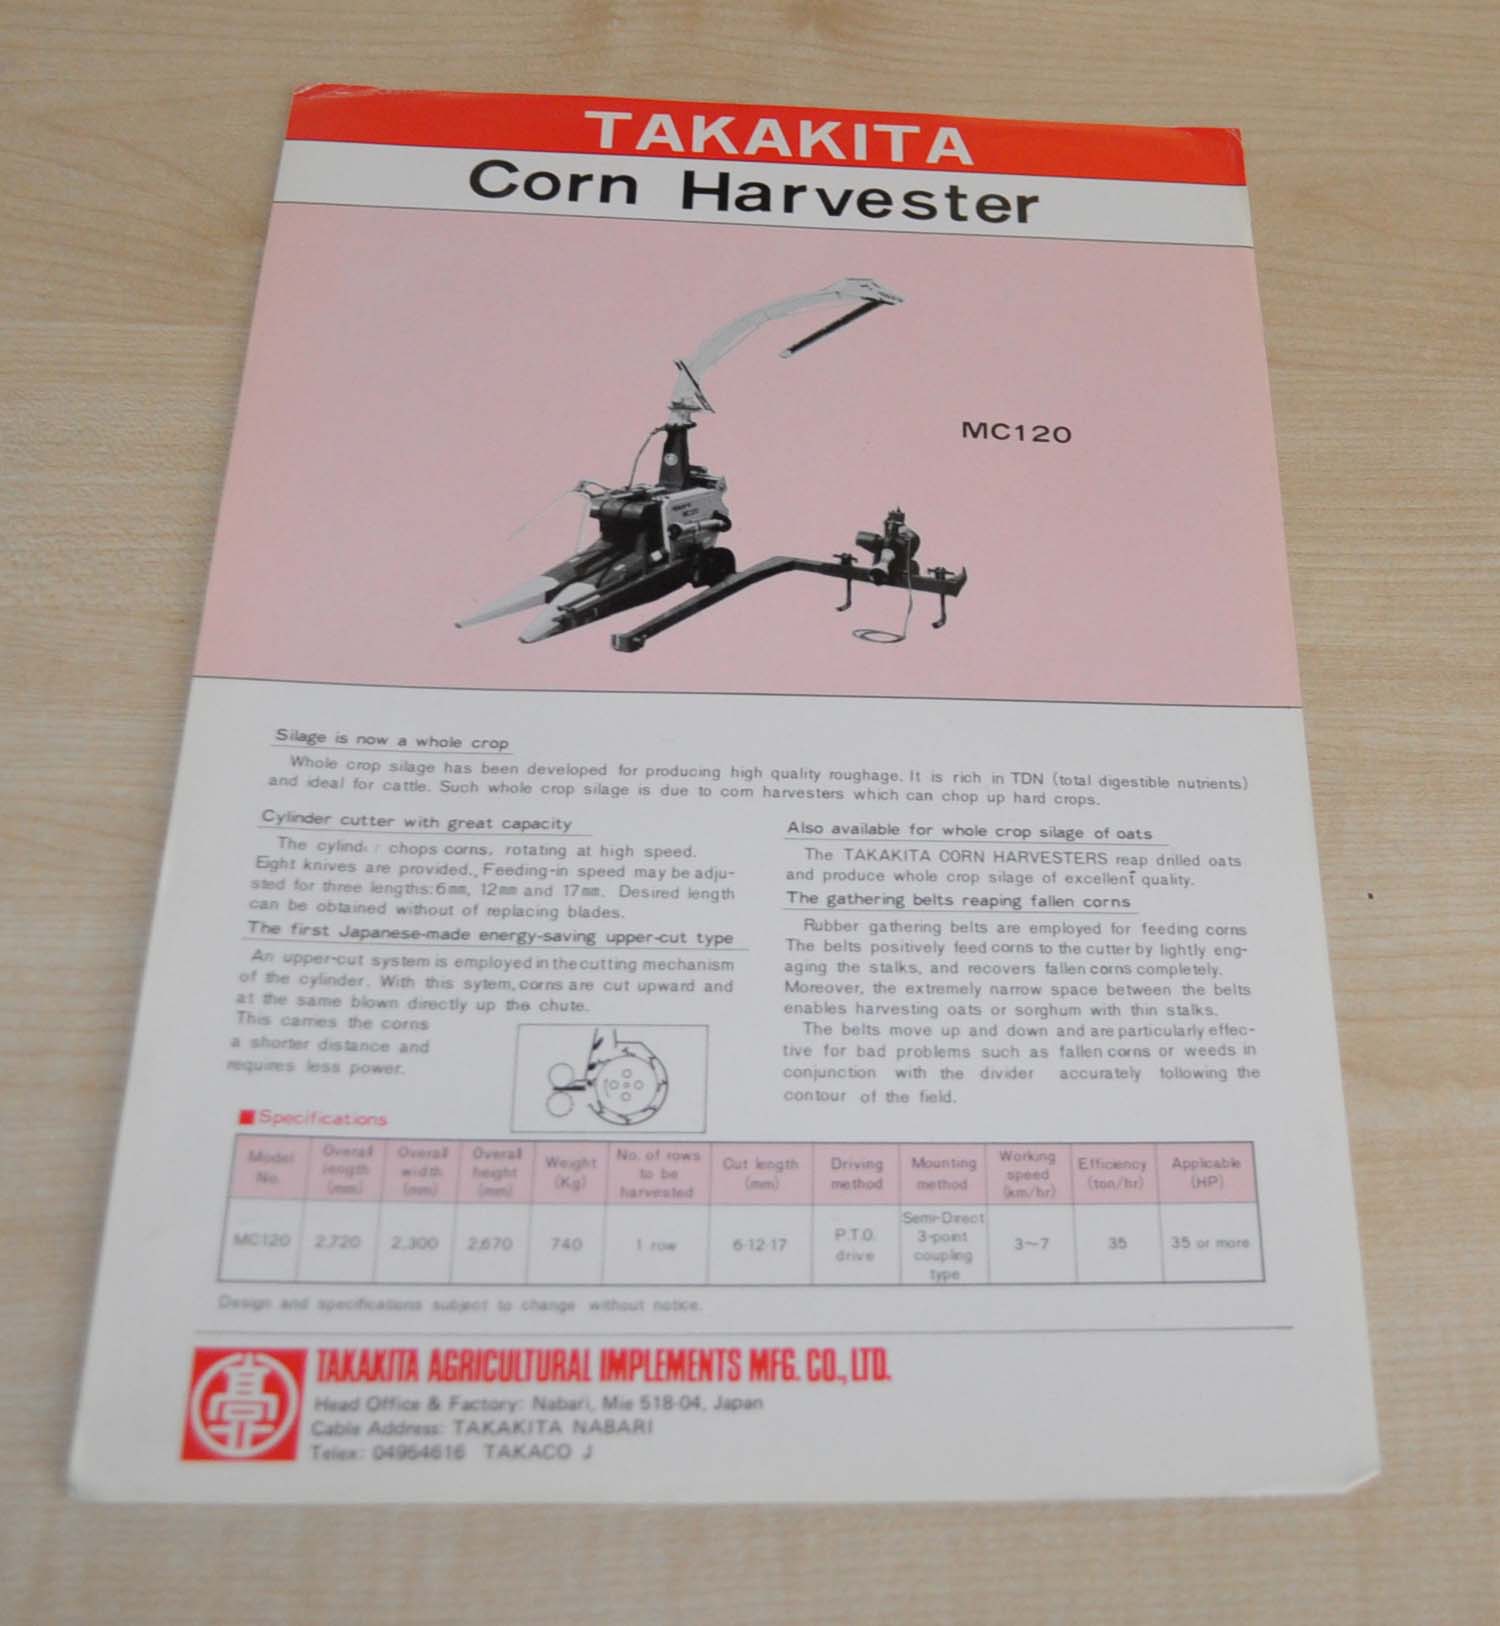 TAKAKITA
Corn Harvester
MC120
Silage is now a whole crop
Whole crop silage has been developed for producing high quality roughage. It is rich in TDN (total digestible nutrients)
and ideal for cattle. Such whole crop silage is due to corn harvesters which can chop up hard crops.
Cylinder cutter with great capacity
The cylinder chops corns, rotating at high speed.
Eight knives are provided., Feeding-in speed may be adju-
sted for three lengths:6mm, 12mm and 17mm. Desired length
can be obtained without of replacing blades.
The first Japanese-made energy-saving upper-cut type
An upper-cut system is employed in the cutting mechanism
of the cylinder. With this sytem, corns are cut upward and
at the same blown directly up the chute.
This carries the corns
a shorter distance and
requires less power.
Also available for whole crop silage of oats
The TAKAKITA CORN HARVESTERS reap drilled oats
and produce whole crop silage of excellent quality.
The gathering belts reaping fallen corns
Rubber gathering belts are employed for feeding corns
The belts positively feed corns to the cutter by lightly eng-
aging the stalks, and recovers fallen corns completely.
Moreover, the extremely narrow space between the belts
enables harvesting oats or sorghum with thin stalks.
The belts move up and down and are particularly effec-
tive for bad problems such as fallen corns or weeds in
conjunction with the divider accurately following the
contour of the field.
■Specifications
Model No. Overall length (mm) Overall width (mm) Overall height (mm) Weight (Kg) No. of rows to be harvested Cut length (mm) Driving method Mounting method Working speed (km/hr) Efficiency (ton/hr) Applicable (HP)
MC120 2,720 2,300 2,670 740 1 row 6·12·17 P.T.O. drive Semi-Direct 3-point coupling type 3~7 35 35 or more
Design and specifications subject to change without notice.
TAKAKITA AGRICULTURAL IMPLEMENTS MFG. CO., LTD.
Head Office & Factory: Nabari, Mie 518-04, Japan
Cable Address: TAKAKITA NABARI
Telex: 04954616 TAKACO J